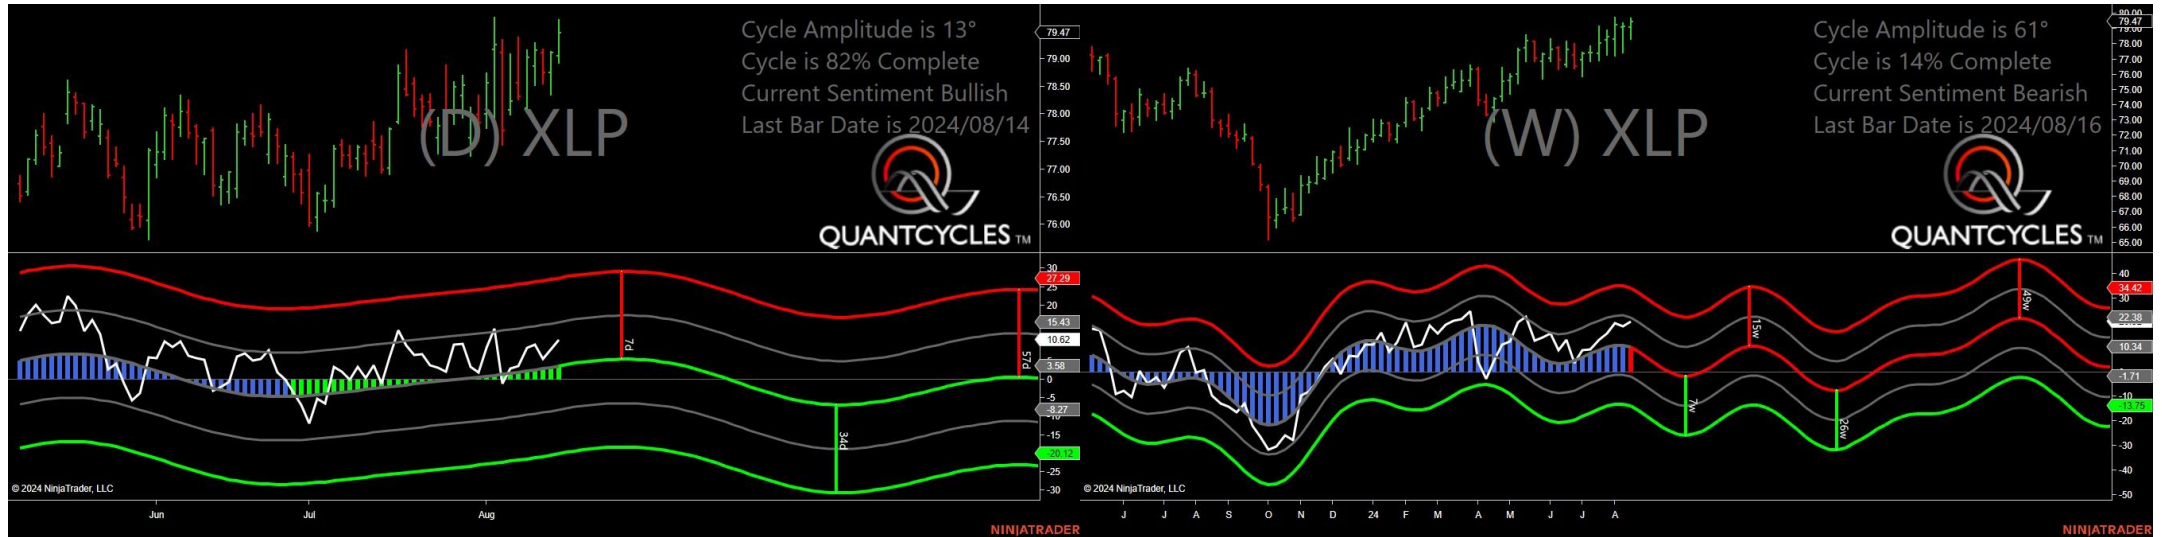 Cycle Amplitude is 13°
Cycle is 82% Complete
Current Sentiment Bullish
Last Bar Date is 2024/08/14
(D) XLP
QUANTCYCLES TM
79.47
79.00
78.50
78.00
77.50
77.00
76.50
76.00
30
27.29
25
20
15.43
10.62
5
3.58
0
-5
-8.27
-15
-20.12
-25
-30
7d
34d
57d
© 2024 NinjaTrader, LLC
Jun
Jul
Aug
NINJATRADER
Cycle Amplitude is 61°
Cycle is 14% Complete
Current Sentiment Bearish
Last Bar Date is 2024/08/16
(W) XLP
QUANTCYCLES TM
80.00
79.47
79.00
78.00
77.00
76.00
75.00
74.00
73.00
72.00
71.00
70.00
69.00
68.00
67.00
66.00
65.00
40
34.42
30
22.38
10.34
-1.71
-10
-13.75
-20
-30
-40
-50
7w
15w
26w
49w
© 2024 NinjaTrader, LLC
J
J
A
S
O
N
D
24
F
M
A
M
J
J
A
NINJATRADER